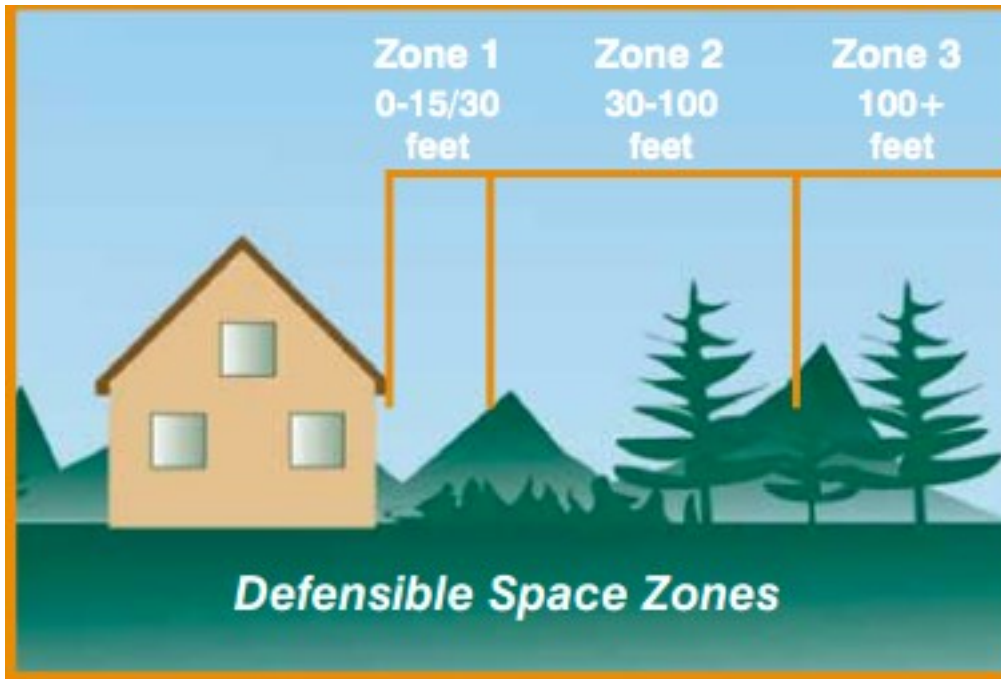 Zone 1
0-15/30
feet
Zone 2
30-100
feet
Zone 3
100+
feet
Defensible Space Zones